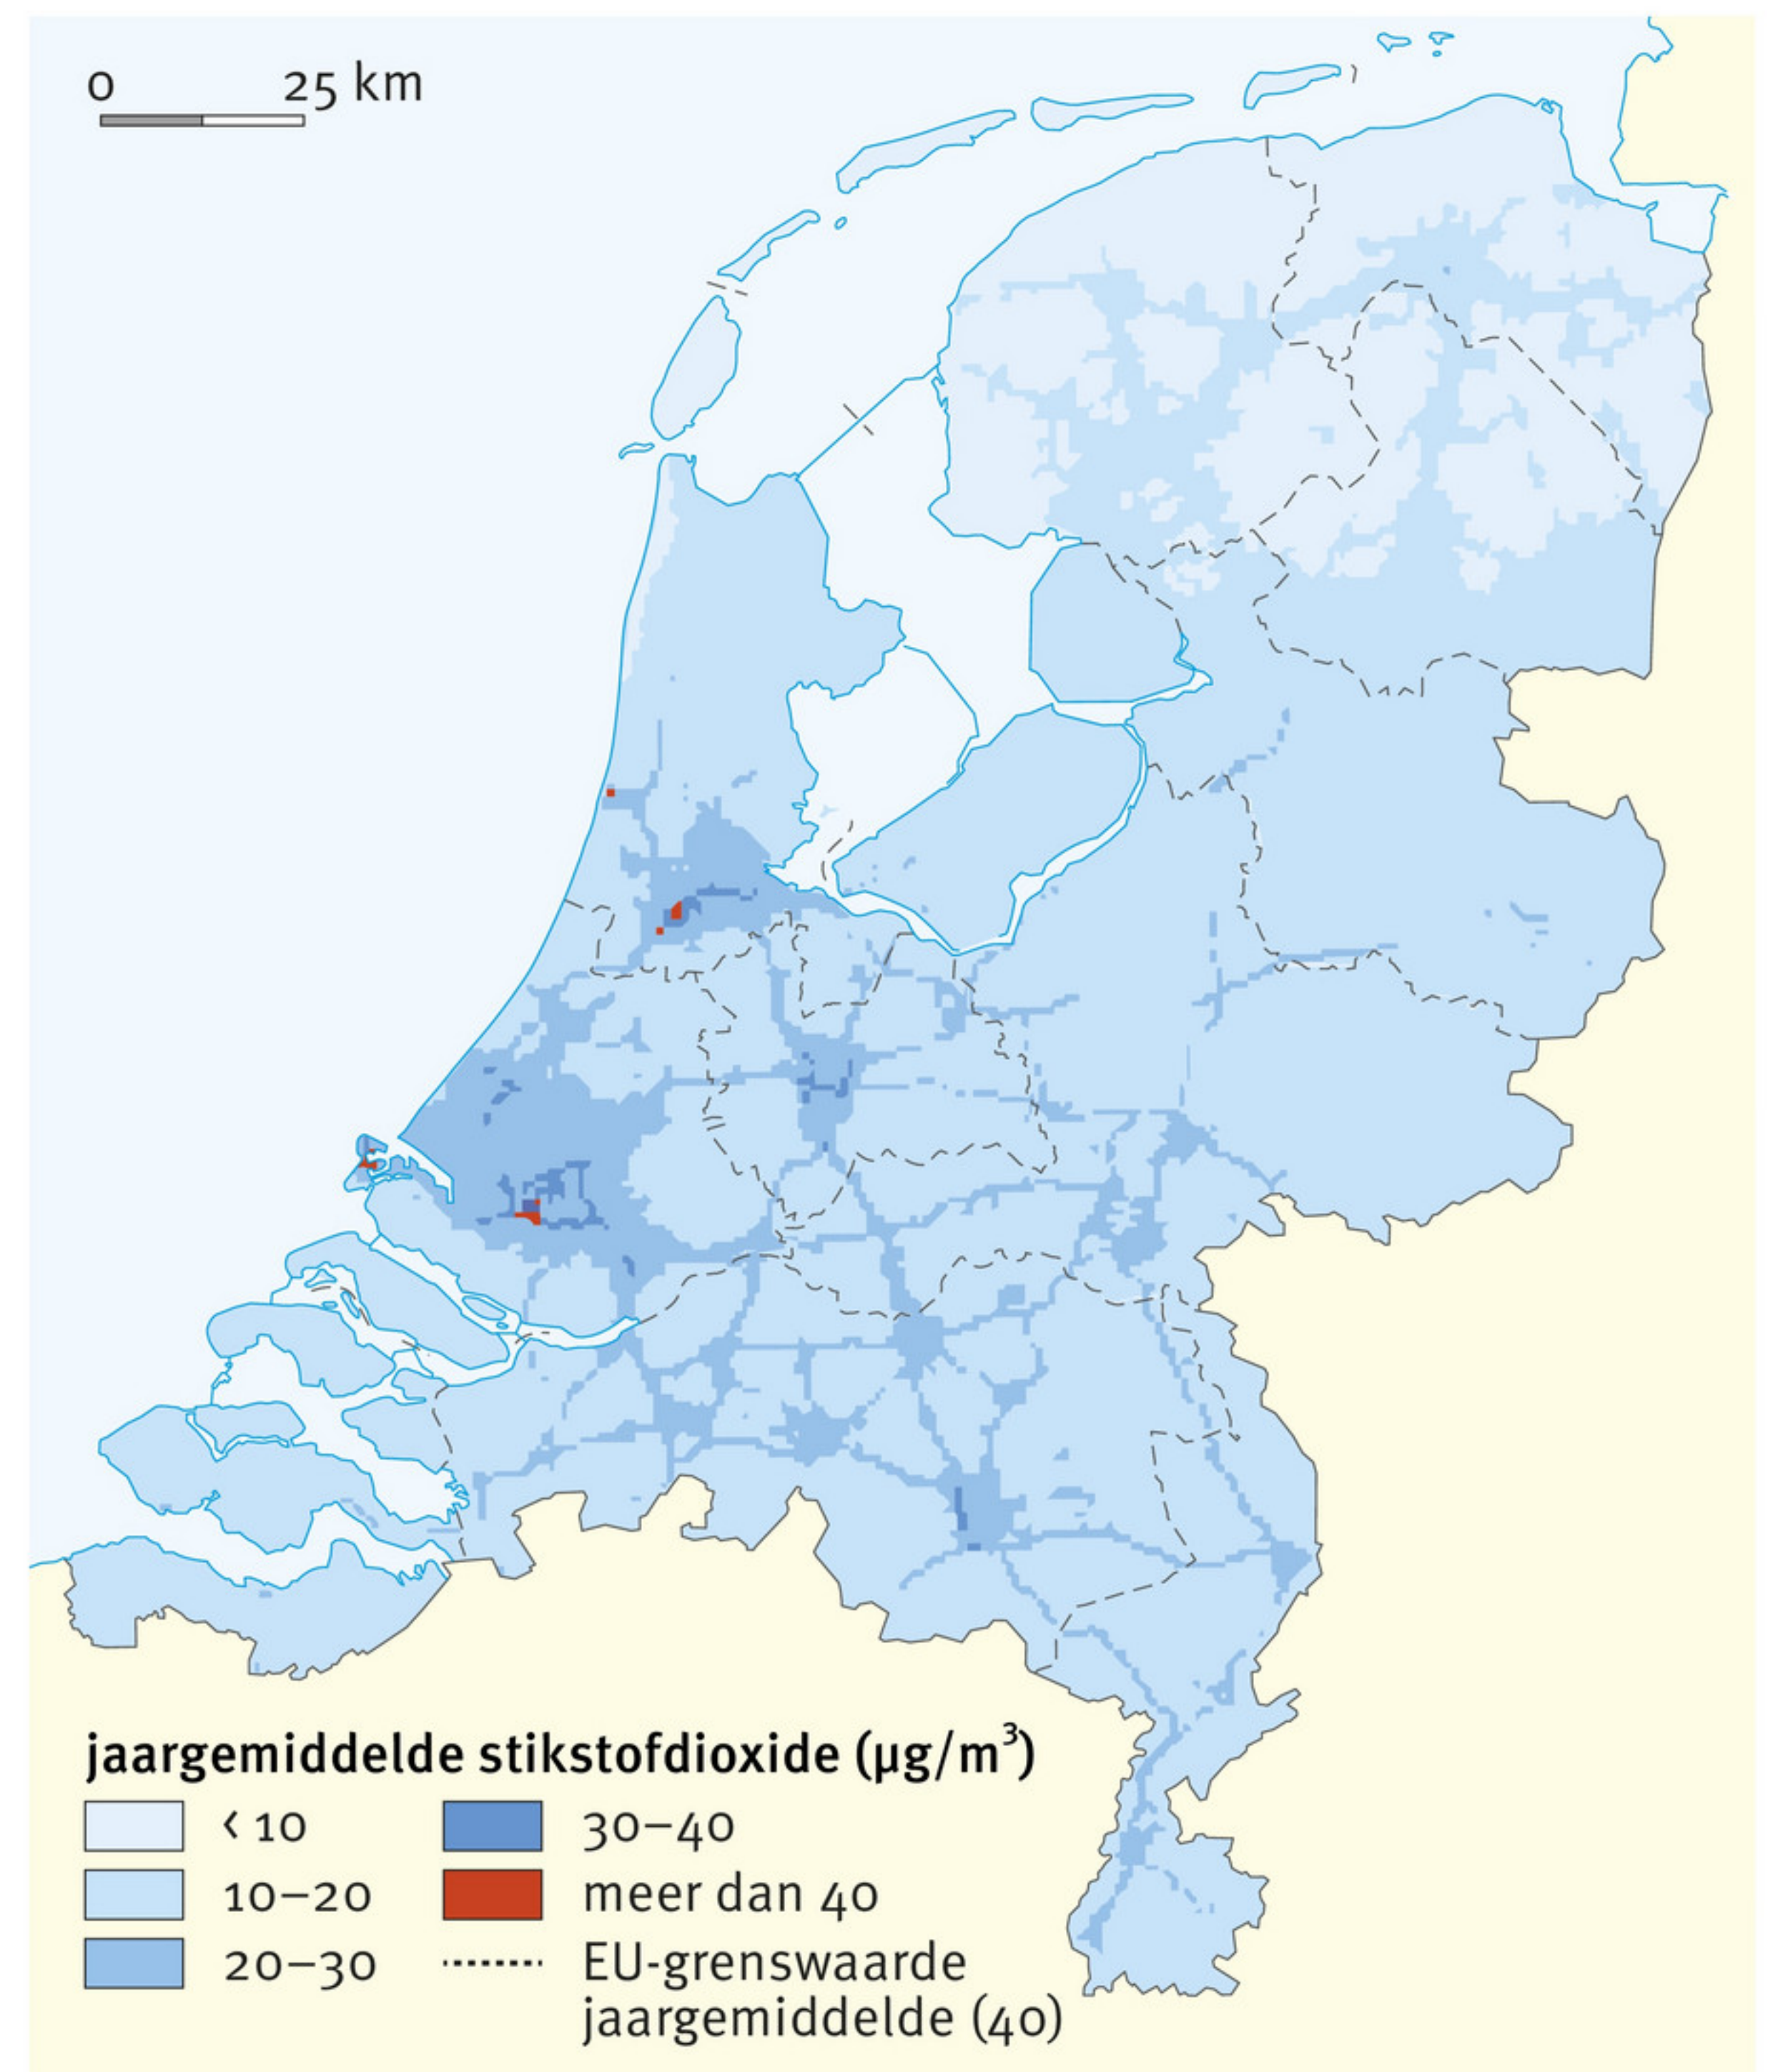 0 25 km
jaargemiddelde stikstofdioxide (µg/m³)
< 10
10–20
20–30
30–40
meer dan 40
EU-grenswaarde
jaargemiddelde (40)